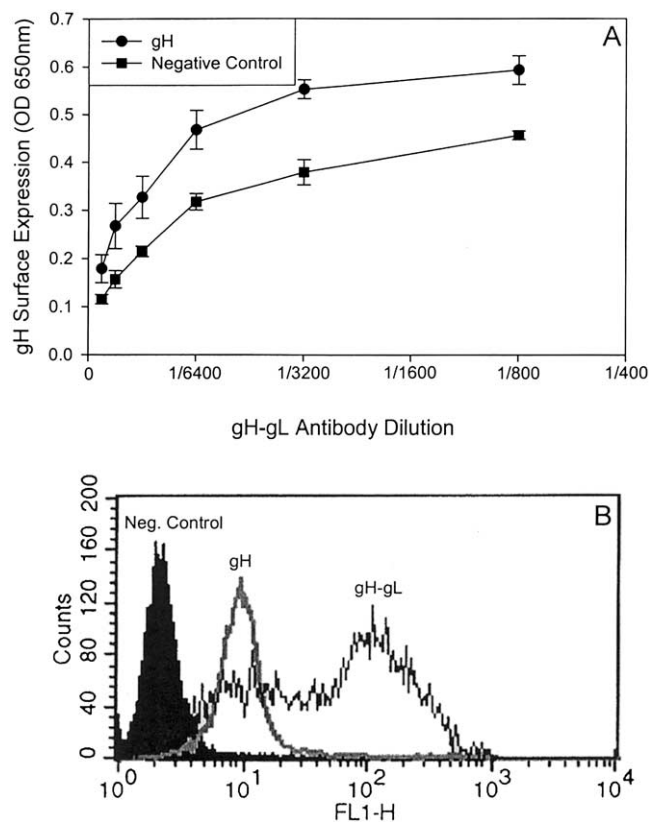 A
gH
Negative Control
gH Surface Expression (OD 650nm)
0.7
0.6
0.5
0.4
0.3
0.2
0.1
0.0
0 1/6400 1/3200 1/1600 1/800 1/400
gH-gL Antibody Dilution
B
Neg. Control
gH
gH-gL
Counts
200
160
120
80
40
0
10^0 10^1 10^2 10^3 10^4
FL1-H